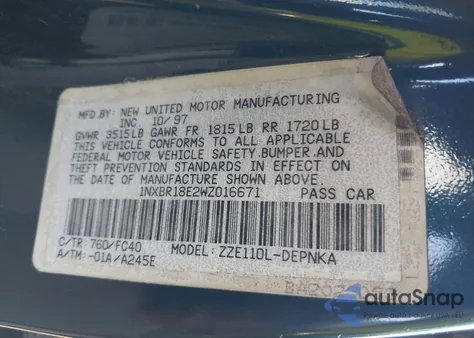 MFD.BY: NEW UNITED MOTOR MANUFACTURING
INC. 10/97
GVWR 3515LB GAWR FR 1815LB RR 1720LB
THIS VEHICLE CONFORMS TO ALL APPLICABLE
FEDERAL MOTOR VEHICLE SAFETY,BUMPER,AND
THEFT PREVENTION STANDARDS IN EFFECT ON
THE DATE OF MANUFACTURE SHOWN ABOVE.
1NXBR18E2WZ016671 PASS CAR
C/TR: 760/FC40 MODEL: ZZE110L-DEPNKA
A/TM: -01A/A245E
autoSnap